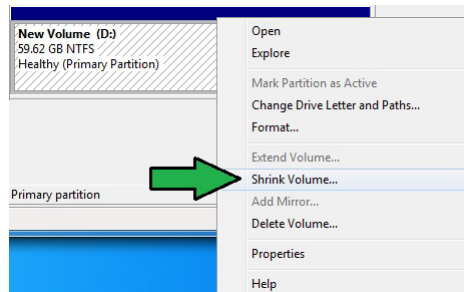 New Volume (D:)
59.62 GB NTFS
Healthy (Primary Partition)
Primary partition
Open
Explore
Mark Partition as Active
Change Drive Letter and Paths...
Format...
Extend Volume...
Shrink Volume...
Add Mirror...
Delete Volume...
Properties
Help